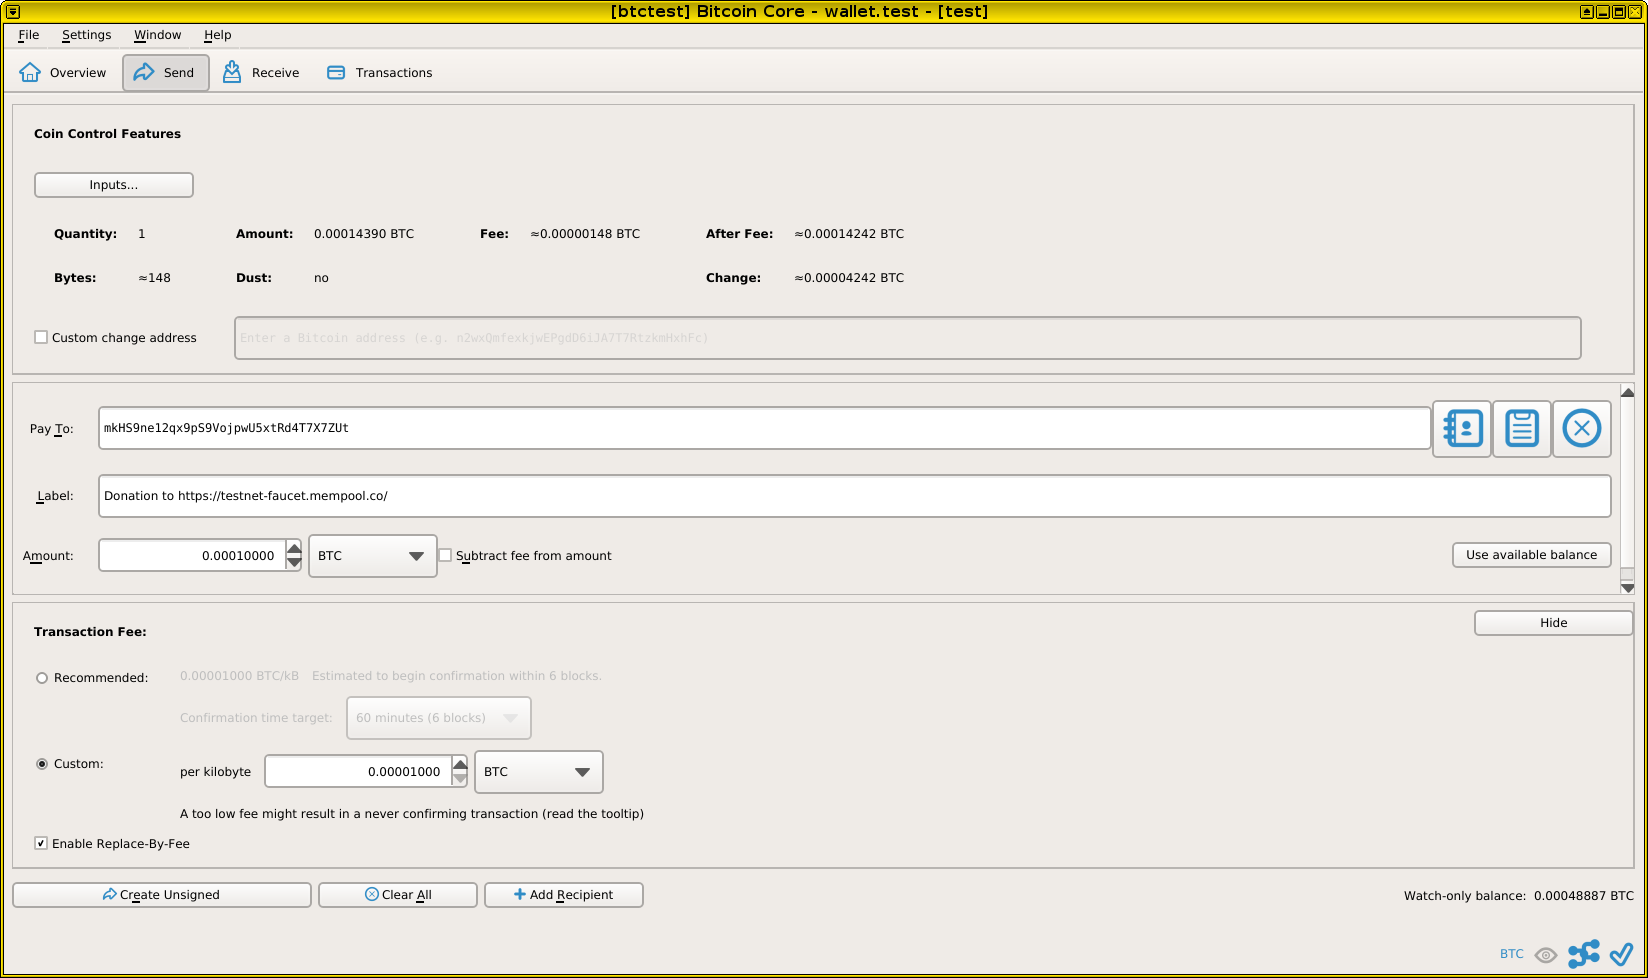 [btctest] Bitcoin Core - wallet.test - [test]
File Settings Window Help
Overview Send Receive Transactions
Coin Control Features
Inputs...
Quantity: 1 Amount: 0.00014390 BTC Fee: ≈0.00000148 BTC After Fee: ≈0.00014242 BTC
Bytes: ≈148 Dust: no Change: ≈0.00004242 BTC
Custom change address Enter a Bitcoin address (e.g. n2wxQmfexkjwEPgdD6iJA7T7RtzkmHxhFc)
Pay To: mkHS9ne12qx9pS9VojpwU5xtRd4T7X7ZUt
Label: Donation to https://testnet-faucet.mempool.co/
Amount: 0.00010000 BTC Subtract fee from amount Use available balance
Transaction Fee: Hide
Recommended: 0.00001000 BTC/kB Estimated to begin confirmation within 6 blocks.
Confirmation time target: 60 minutes (6 blocks)
Custom: per kilobyte 0.00001000 BTC
A too low fee might result in a never confirming transaction (read the tooltip)
Enable Replace-By-Fee
Create Unsigned Clear All Add Recipient Watch-only balance: 0.00048887 BTC
BTC